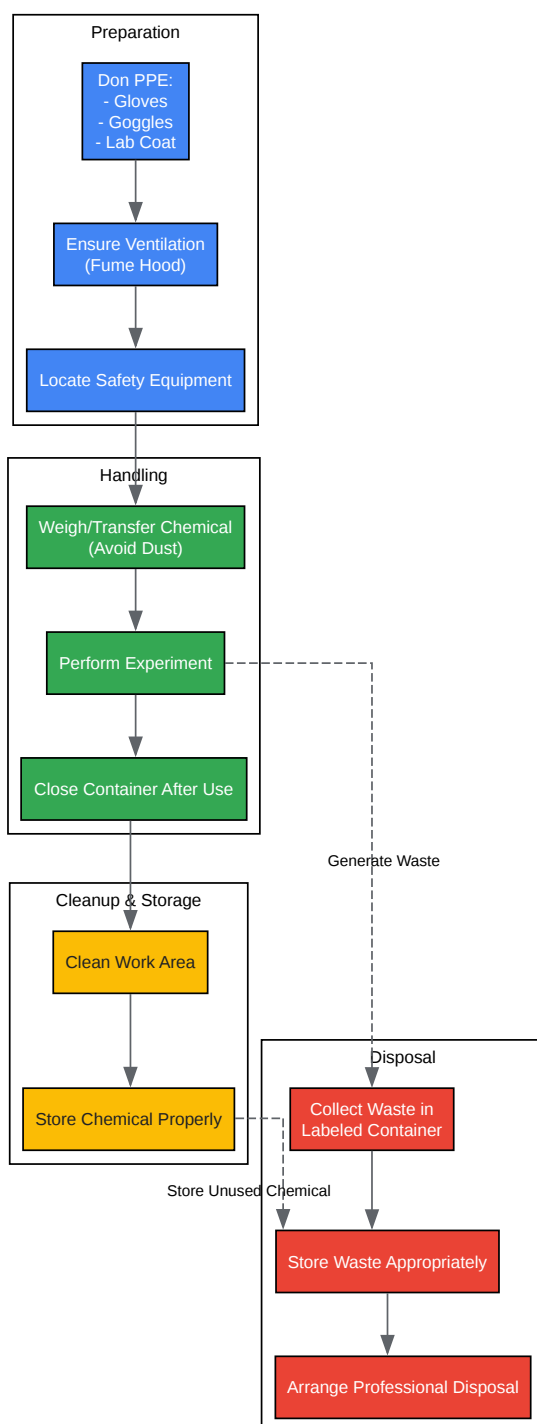 Preparation
Don PPE:
- Gloves
- Goggles
- Lab Coat
Ensure Ventilation
(Fume Hood)
Locate Safety Equipment
Handling
Weigh/Transfer Chemical
(Avoid Dust)
Perform Experiment
Close Container After Use
Generate Waste
Cleanup & Storage
Clean Work Area
Store Chemical Properly
Disposal
Collect Waste in
Labeled Container
Store Unused Chemical
Store Waste Appropriately
Arrange Professional Disposal